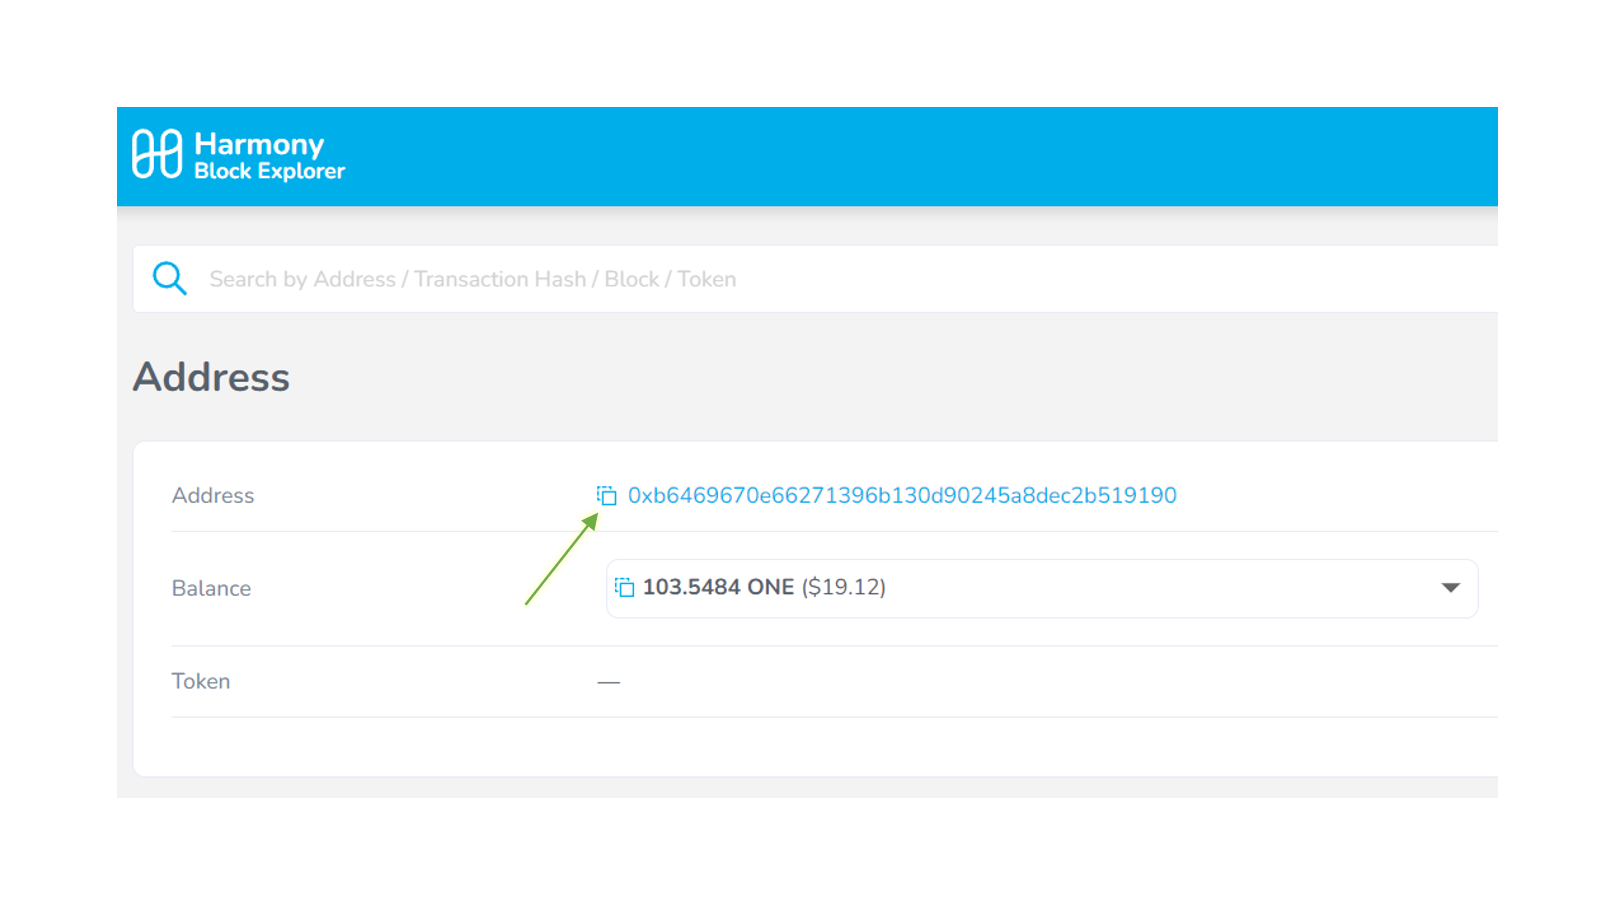 Harmony
Block Explorer
Search by Address / Transaction Hash / Block / Token
Address
Address 0xb6469670e66271396b130d90245a8dec2b519190
Balance 103.5484 ONE ($19.12)
Token —